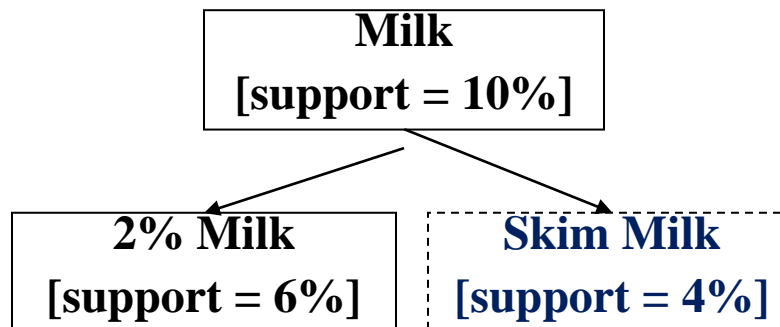 Milk
[support = 10%]
2% Milk
[support = 6%]
Skim Milk
[support = 4%]